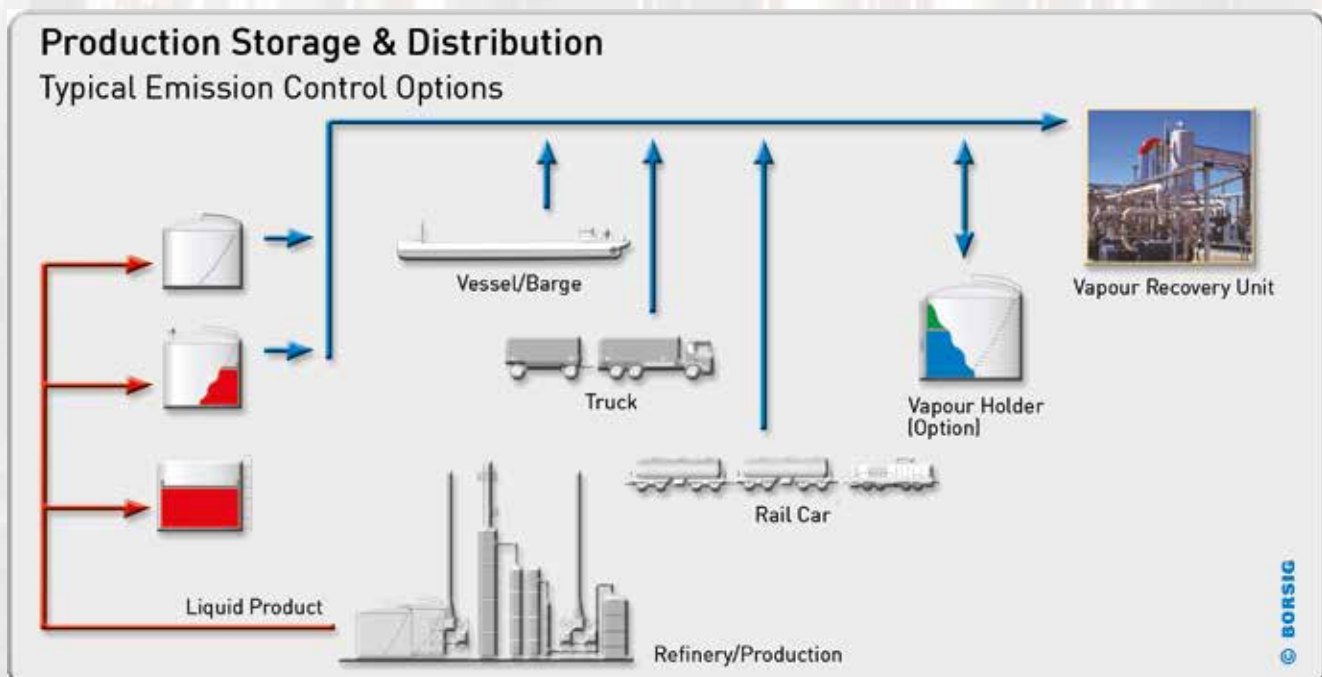 Production Storage & Distribution
Typical Emission Control Options
Vessel/Barge
Vapour Recovery Unit
Truck
Vapour Holder
(Option)
Rail Car
Liquid Product
Refinery/Production
© BORSIG